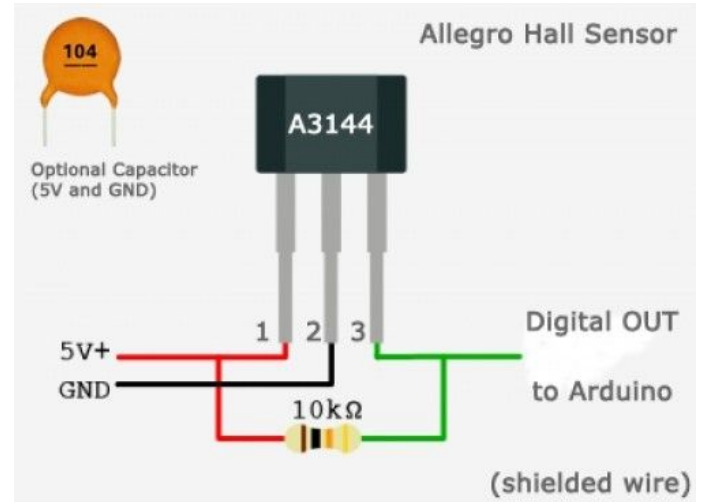 104
Allegro Hall Sensor
A3144
Optional Capacitor
(5V and GND)
1 2 3
5V+
GND
10kΩ
Digital OUT
to Arduino
(shielded wire)